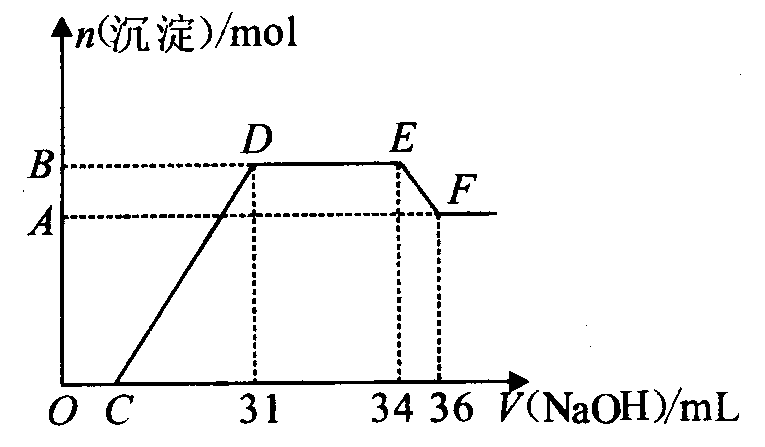 n(沉淀)/mol
D E
B
F
A
O C 31 34 36 V(NaOH)/mL